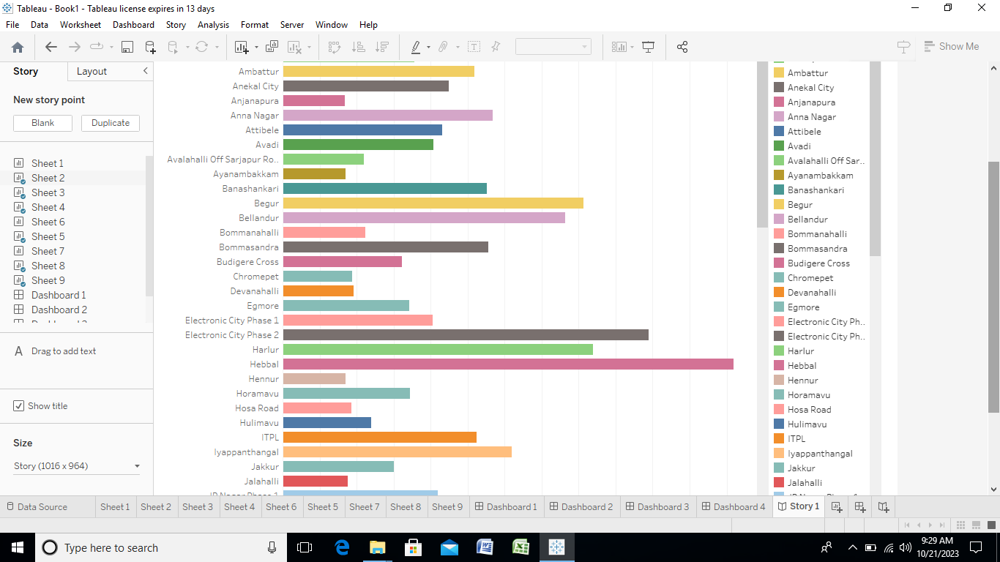 Tableau - Book1 - Tableau license expires in 13 days
File Data Worksheet Dashboard Story Analysis Format Server Window Help
Show Me
Story Layout
New story point
Blank Duplicate
Sheet 1
Sheet 2
Sheet 3
Sheet 4
Sheet 6
Sheet 5
Sheet 7
Sheet 8
Sheet 9
Dashboard 1
Dashboard 2
A Drag to add text
Show title
Size
Story (1016 x 964)
Ambattur
Anekal City
Anjanapura
Anna Nagar
Attibele
Avadi
Avalahalli Off Sarjapur Ro..
Ayanambakkam
Banashankari
Begur
Bellandur
Bommanahalli
Bommasandra
Budigere Cross
Chromepet
Devanahalli
Egmore
Electronic City Phase 1
Electronic City Phase 2
Harlur
Hebbal
Hennur
Horamavu
Hosa Road
Hulimavu
ITPL
Iyappanthangal
Jakkur
Jalahalli
Ambattur
Anekal City
Anjanapura
Anna Nagar
Attibele
Avadi
Avalahalli Off Sar..
Ayanambakkam
Banashankari
Begur
Bellandur
Bommanahalli
Bommasandra
Budigere Cross
Chromepet
Devanahalli
Egmore
Electronic City Ph..
Electronic City Ph..
Harlur
Hebbal
Hennur
Horamavu
Hosa Road
Hulimavu
ITPL
Iyappanthangal
Jakkur
Jalahalli
Data Source Sheet 1 Sheet 2 Sheet 3 Sheet 4 Sheet 6 Sheet 5 Sheet 7 Sheet 8 Sheet 9 Dashboard 1 Dashboard 2 Dashboard 3 Dashboard 4 Story 1
Type here to search
9:29 AM
10/21/2023